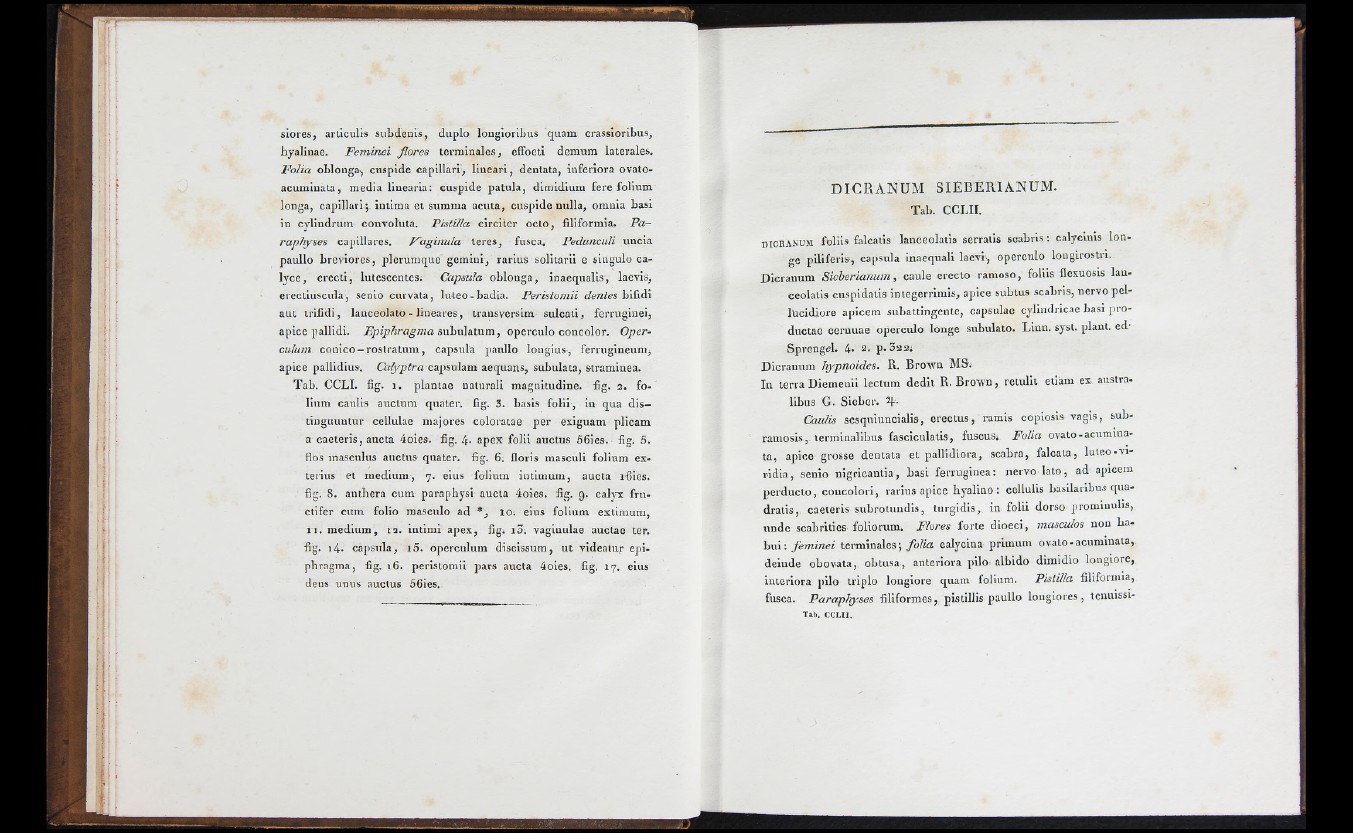 siores, articulis subdenis, duplo longioribus quam crassioribus,
hyalinae. Feminei flores terminales, effoeti demum laterales.
Folia oblonga, cuspide capillari, lineari, dentata, inferiora ovato-
acuminata, media linearia: cuspide patula, dimidium fere folium
longa, capillari; intima et summa acuta, cuspide nulla, omnia basi
in cylindrum convoluta. Pistilla circiter octo, filiformia. Pa-
raphyses capillares. Vaginula teres, fusca. Pedunculi uncia
paullo breviores, plerumque gemini, rarius solitarii e singulo ca-
lyce, erecti, lutescentes. Capsula oblonga, inaequalis, laevis,
erectiuscula, senio curvata, luteo-badia. Peristomii dentes bifidi
aut trifidi, lanceolato-lineares, transversim sulcati, ferruginei,
apice pallidi. Epiphragma subulatum, operculo concolor. Oper-
culum conico-rostratum, capsula paullo longius, ferrugineum,
apice pallidius. Calyptra capsulam aequans, subulata, straminea.
Tab. CCLI. fig. 1. plantae naturali magnitudine. fig. 2. fo-
lium caulis auctum quater. fig. 3. basis folii, in qua dis-
tinguuntur cellulae majores coloratae per exiguam plicam
a caeteris, aucta 40ies. fig. 4. apex folii auctus 56ies. fig. 5.
flos masculus auctus quater. fig. 6. floris masculi folium ex-
terius et medium, 7. eius folium intimum, aucta 16ies.
fig. 8. anthera cum paraphysi aucta 40ies. fig. 9. calyx fru-
ctifer cum folio masculo ad *, 10. eius folium extimum,
11. medium, 12. intimi apex, fig. 13. vaginulae auctae ter.
fig. 14. capsula, 15. operculum discissum, ut videatur epi-
phragma, fig. 16. peristomii pars aucta 40ies. fig. 17. eius
dens unus auctus 56ies.
DICRANUM SIEBERIANUM.
Tab. CCLII.
DICRANUM foliis falcatis lanceolatis serratis scabris: calycinis lon-
ge piliferis, capsula inaequali laevi, operculo longirostri.
Dicranum Sieberianum, caule erecto ramoso, foliis flexuosis lan-
ceolatis cuspidatis integerrimis, apice subtus scabris, nervo pel-
lucidiore apicem subattingente, capsulae cylindricae basi pro-
ductae cernuae operculo longe subulato. Linn. syst. plant. ed.
Sprengel. 4. 2. p. 322.
Dicranum hypnoides. R. Brown MS.
In terra Diemenii lectum dedit R. Brown, retulit etiam ex austra-
libus G. Sieber. ♃.
Caulis sesquiuncialis, erectus, ramis copiosis vagis, sub-
ramosis, terminalibus fasciculatis, fuscus. Folia ovato-acumina-
ta, apice grosse dentata et pallidiora, scabra, falcata, luteo-vi-
ridia, senio nigricantia, basi ferruginea: nervo lato, ad apicem
perducto, concolori, rarius apice hyalino: cellulis basilaribus qua-
dratis, caeteris subrotundis, turgidis, in folii dorso prominulis,
unde scabrities foliorum. Flores forte dioeci, masculos non ha-
bui: feminei terminales; folia calycina primum ovato-acuminata,
deinde obovata, obtusa, anteriora pilo albido dimidio longiore,
interiora pilo triplo longiore quam folium. Pistilla filiformia,
fusca. Paraphyses filiformes, pistillis paullo longiores, tenuissi-
Tab. CCLII.